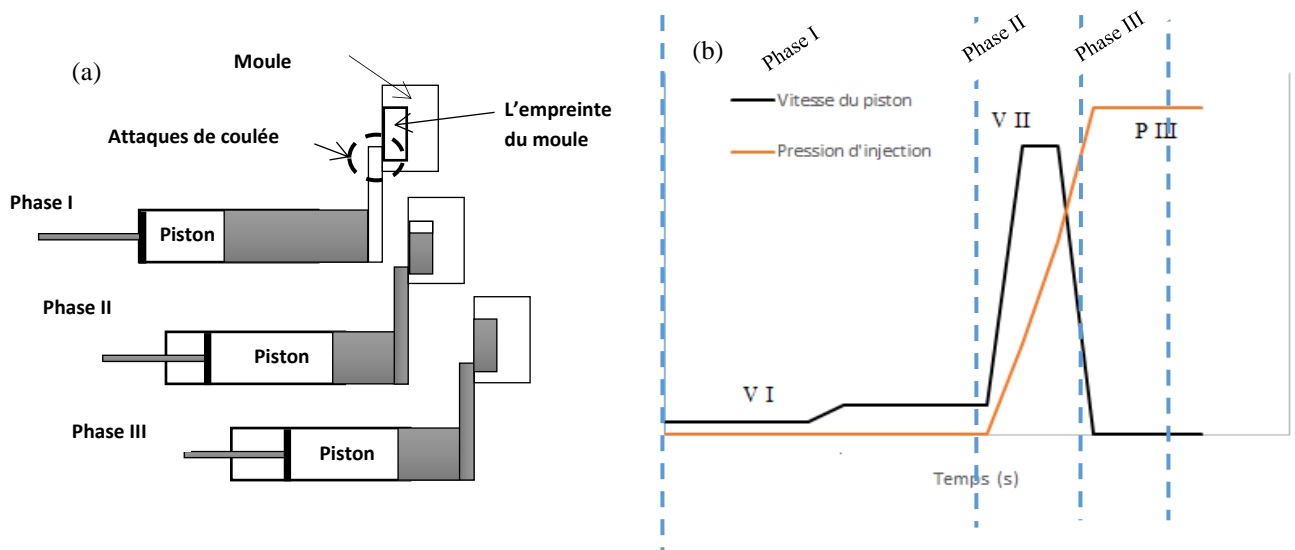 (a)
Moule
L'empreinte
du moule
Attaques de coulée
Phase I
Piston
Phase II
Piston
Phase III
Piston
(b)
Phase I
Phase II
Phase III
Vitesse du piston
Pression d'injection
V II
P III
V I
Temps (s)